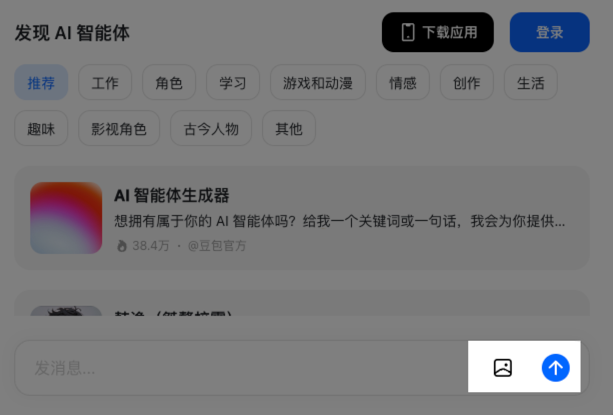 发现 AI 智能体
下载应用
登录
推荐
工作
角色
学习
游戏和动漫
情感
创作
生活
趣味
影视角色
古今人物
其他
AI 智能体生成器
想拥有属于你的 AI 智能体吗？给我一个关键词或一句话，我会为你提供...
38.4万 · @豆包官方
发消息...